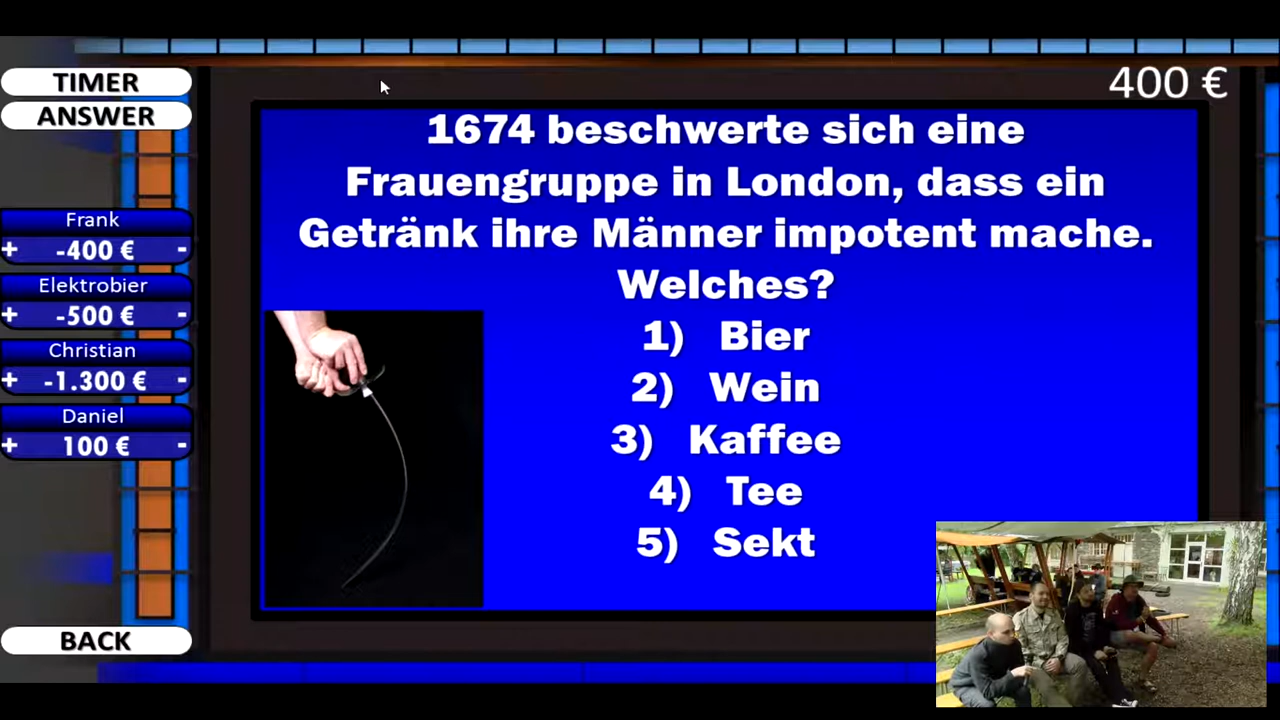 TIMER
ANSWER
400 €
1674 beschwerte sich eine
Frauengruppe in London, dass ein
Getränk ihre Männer impotent mache.
Welches?
1) Bier
2) Wein
3) Kaffee
4) Tee
5) Sekt
Frank
+ -400 € -
Elektrobier
+ -500 € -
Christian
+ -1.300 € -
Daniel
+ 100 € -
BACK